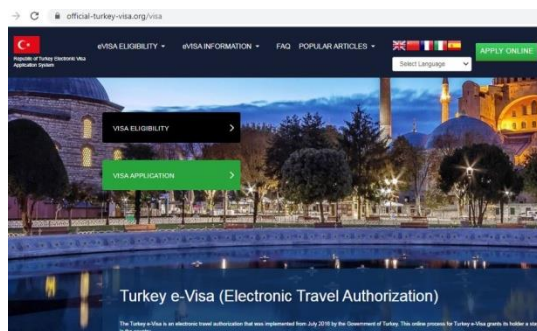 official-turkey-visa.org/visa
eVISA ELIGIBILITY
eVISA INFORMATION
FAQ
POPULAR ARTICLES
APPLY ONLINE
Republic of Turkey Electronic Visa
Application System
Select Language
VISA ELIGIBILITY
VISA APPLICATION
Turkey e-Visa (Electronic Travel Authorization)
The Turkey e-Visa is an electronic travel authorization that was implemented from July 2016 by the Government of Turkey. This online process for Turkey e-Visa grants its holder a
in the country.